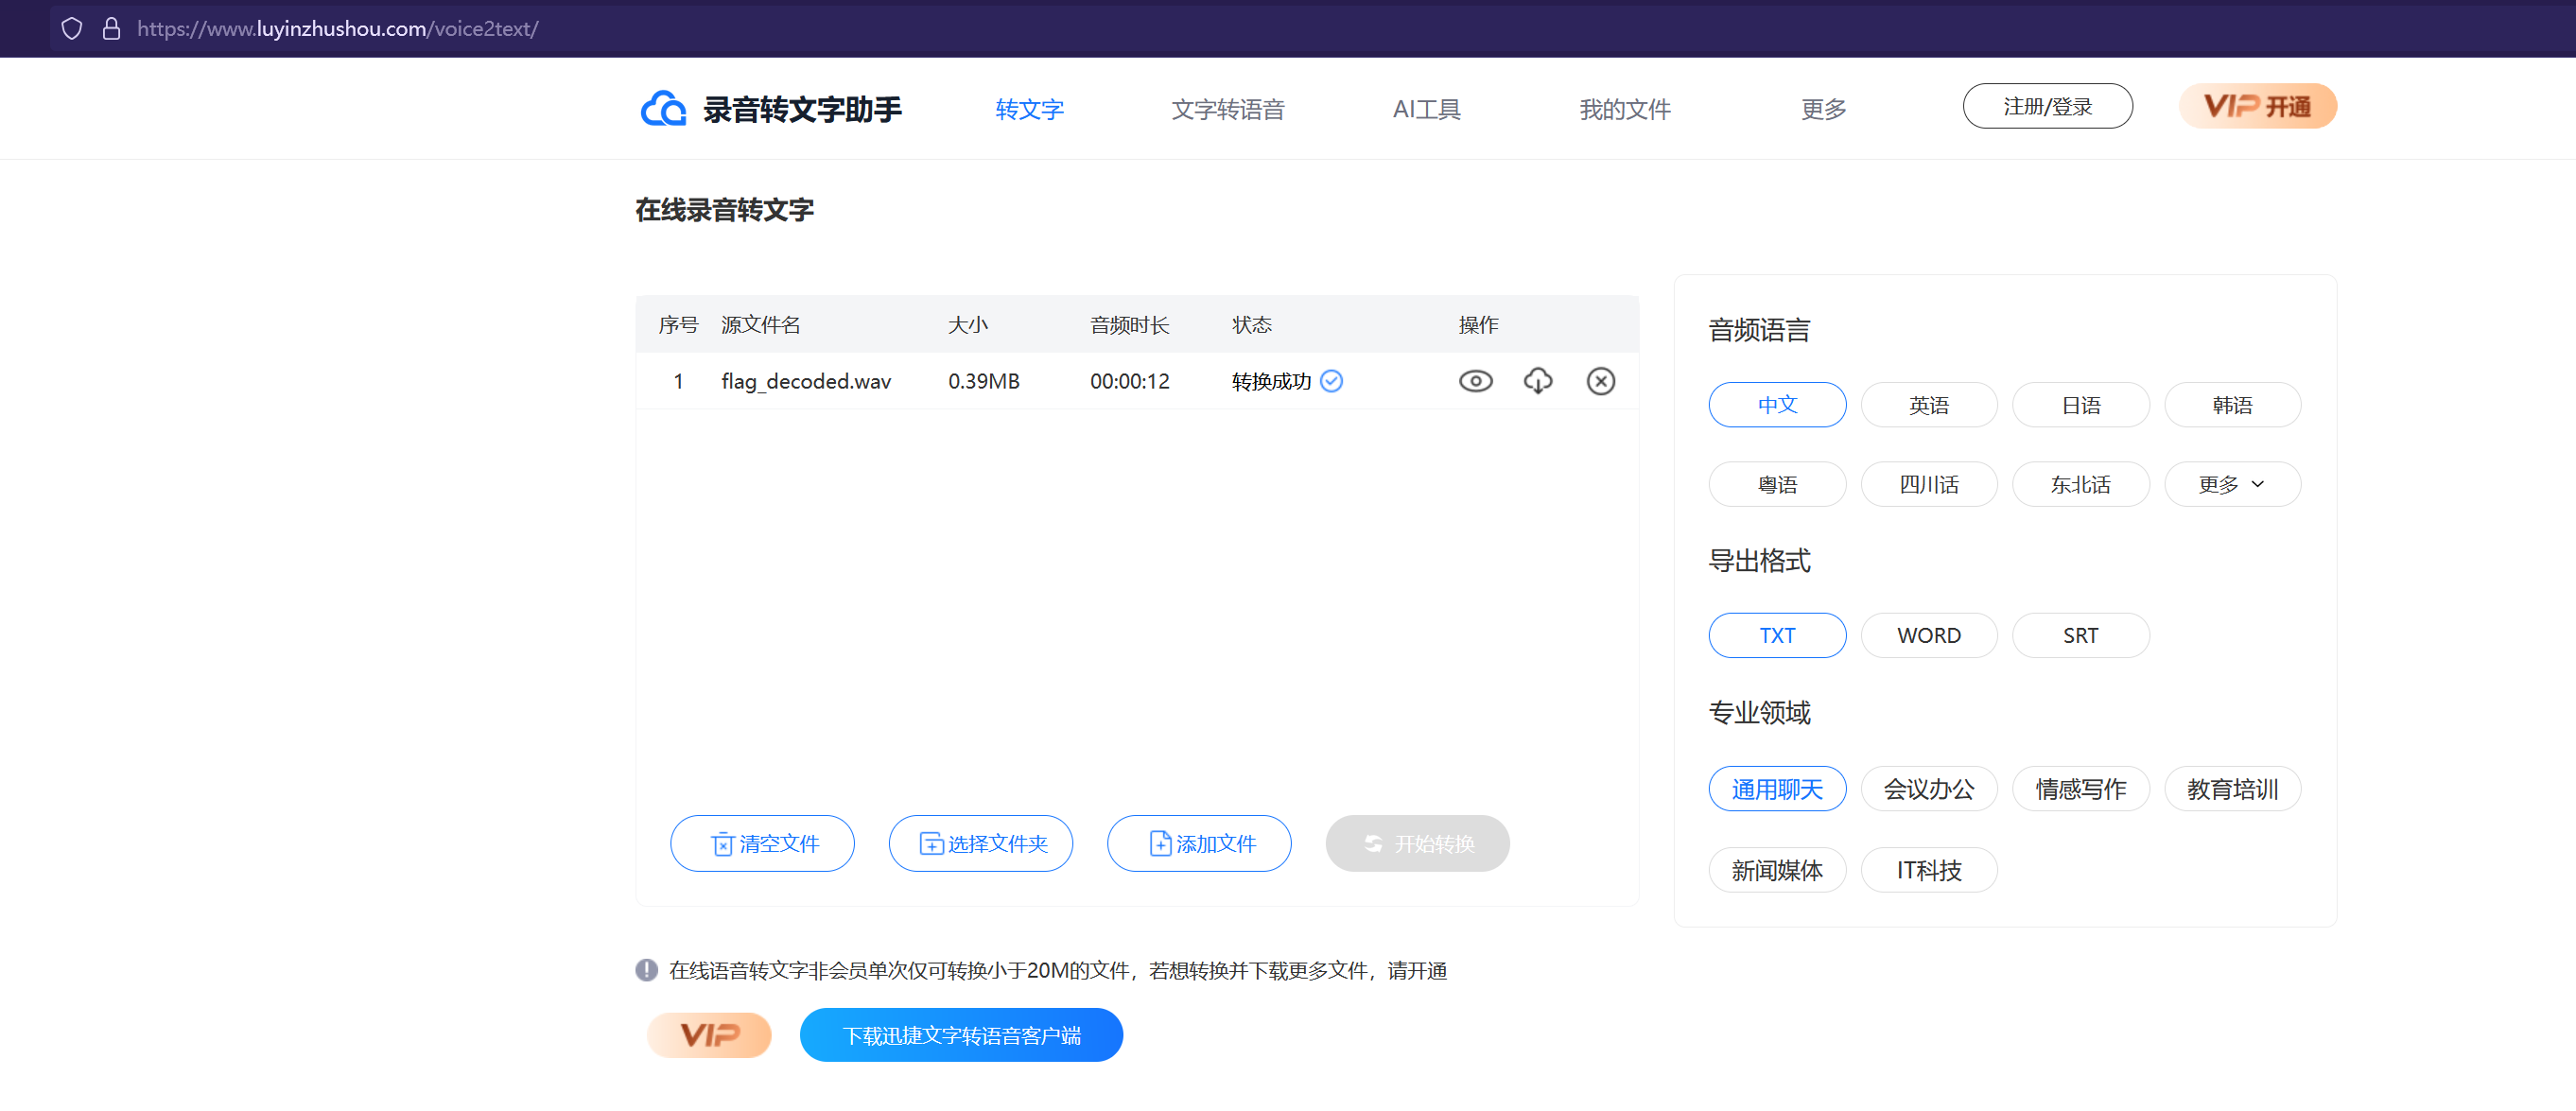 https://www.luyinzhushou.com/voice2text/
录音转文字助手 转文字 文字转语音 AI工具 我的文件 更多 注册/登录 VIP 开通
在线录音转文字
序号 源文件名 大小 音频时长 状态 操作
1 flag_decoded.wav 0.39MB 00:00:12 转换成功
清空文件 选择文件夹 添加文件 开始转换
音频语言
中文 英语 日语 韩语
粤语 四川话 东北话 更多
导出格式
TXT WORD SRT
专业领域
通用聊天 会议办公 情感写作 教育培训
新闻媒体 IT科技
在线语音转文字非会员单次仅可转换小于20M的文件，若想转换并下载更多文件，请开通
VIP 下载迅捷文字转语音客户端